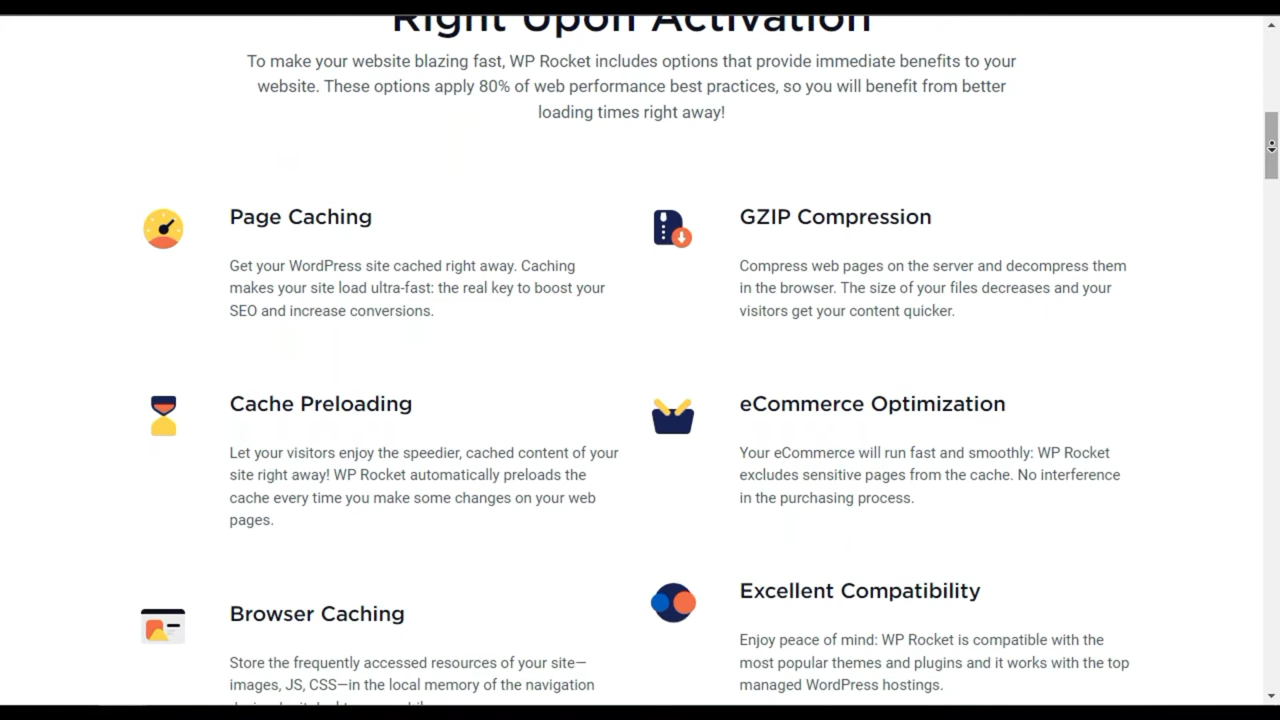 Right Upon Activation
To make your website blazing fast, WP Rocket includes options that provide immediate benefits to your
website. These options apply 80% of web performance best practices, so you will benefit from better
loading times right away!
Page Caching
Get your WordPress site cached right away. Caching
makes your site load ultra-fast: the real key to boost your
SEO and increase conversions.
GZIP Compression
Compress web pages on the server and decompress them
in the browser. The size of your files decreases and your
visitors get your content quicker.
Cache Preloading
Let your visitors enjoy the speedier, cached content of your
site right away! WP Rocket automatically preloads the
cache every time you make some changes on your web
pages.
eCommerce Optimization
Your eCommerce will run fast and smoothly: WP Rocket
excludes sensitive pages from the cache. No interference
in the purchasing process.
Browser Caching
Store the frequently accessed resources of your site—
images, JS, CSS—in the local memory of the navigation
Excellent Compatibility
Enjoy peace of mind: WP Rocket is compatible with the
most popular themes and plugins and it works with the top
managed WordPress hostings.